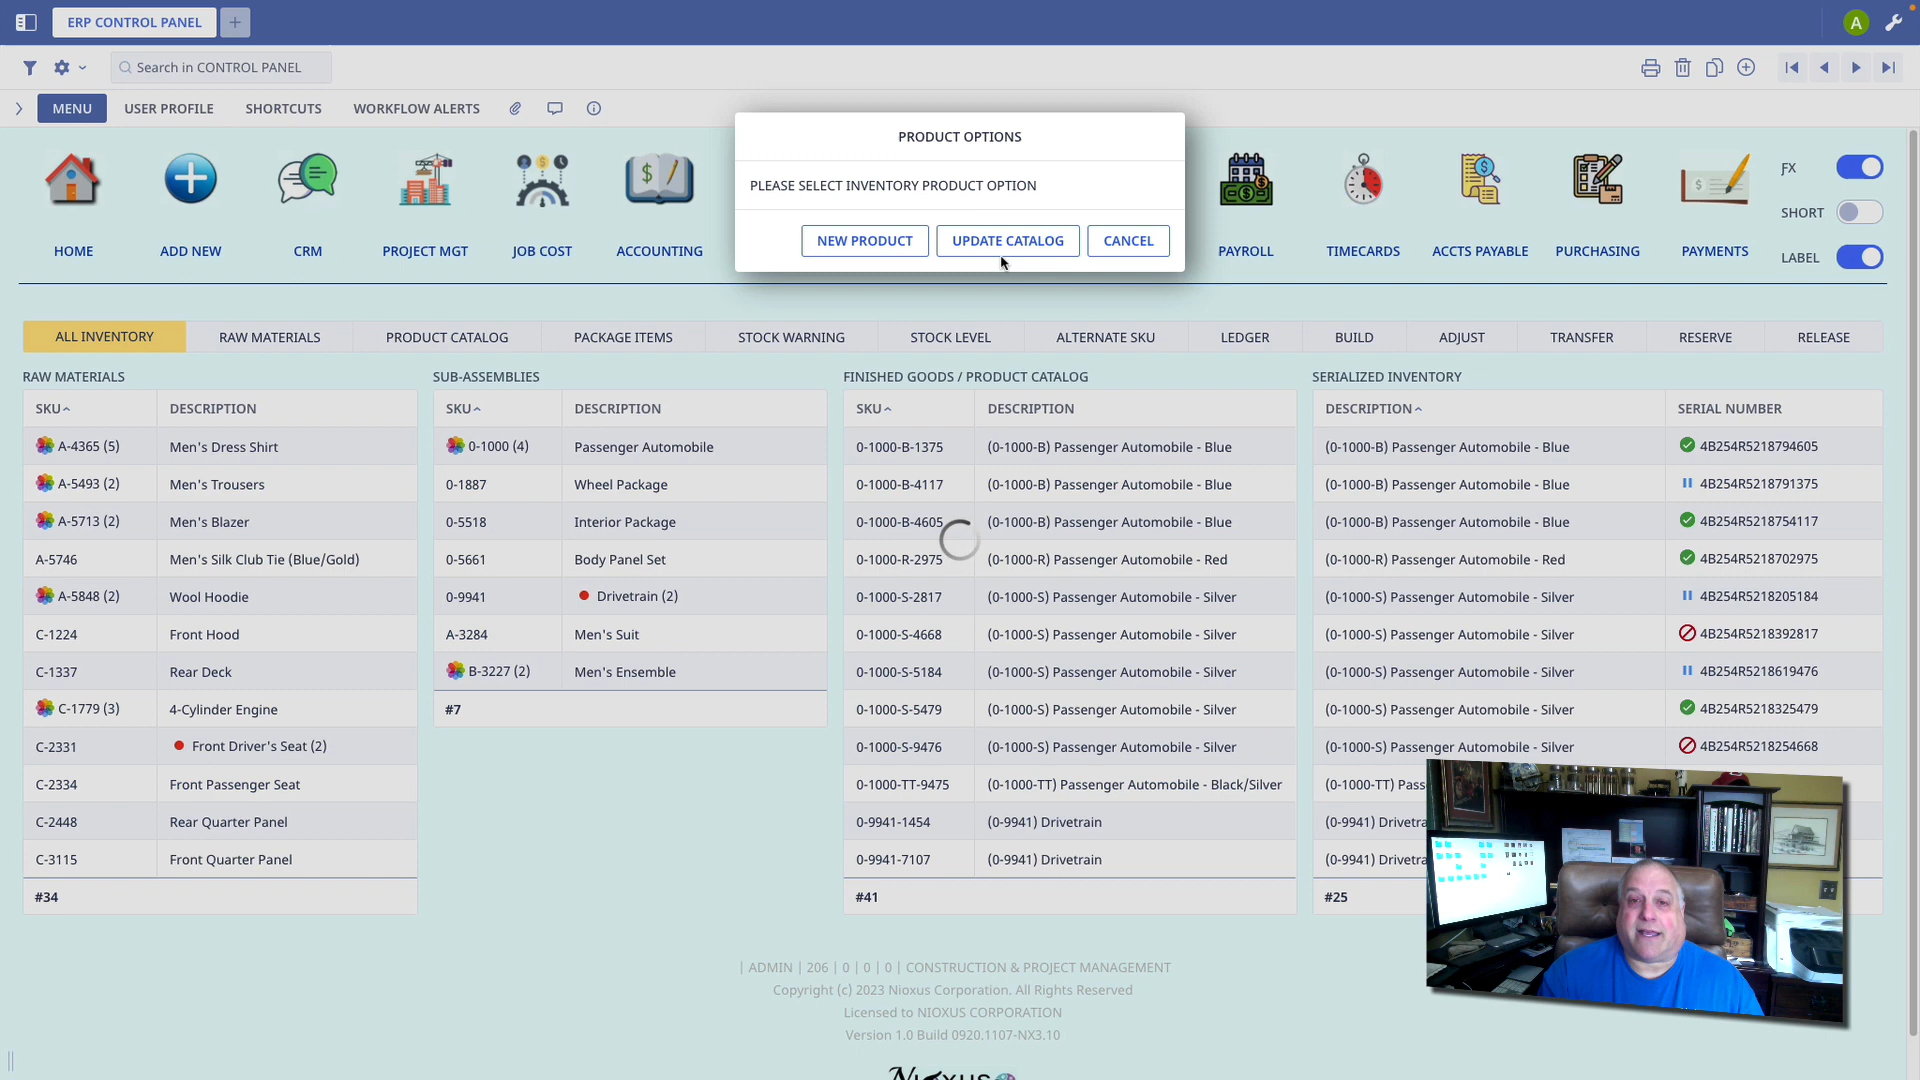 ERP CONTROL PANEL
+
A
Search in CONTROL PANEL
MENU
USER PROFILE
SHORTCUTS
WORKFLOW ALERTS
PRODUCT OPTIONS
PLEASE SELECT INVENTORY PRODUCT OPTION
NEW PRODUCT
UPDATE CATALOG
CANCEL
HOME
ADD NEW
CRM
PROJECT MGT
JOB COST
ACCOUNTING
PAYROLL
TIMECARDS
ACCTS PAYABLE
PURCHASING
PAYMENTS
FX
SHORT
LABEL
ALL INVENTORY
RAW MATERIALS
PRODUCT CATALOG
PACKAGE ITEMS
STOCK WARNING
STOCK LEVEL
ALTERNATE SKU
LEDGER
BUILD
ADJUST
TRANSFER
RESERVE
RELEASE
RAW MATERIALS
SKU DESCRIPTION
A-4365 (5) Men's Dress Shirt
A-5493 (2) Men's Trousers
A-5713 (2) Men's Blazer
A-5746 Men's Silk Club Tie (Blue/Gold)
A-5848 (2) Wool Hoodie
C-1224 Front Hood
C-1337 Rear Deck
C-1779 (3) 4-Cylinder Engine
C-2331 Front Driver's Seat (2)
C-2334 Front Passenger Seat
C-2448 Rear Quarter Panel
C-3115 Front Quarter Panel
#34
SUB-ASSEMBLIES
SKU DESCRIPTION
0-1000 (4) Passenger Automobile
0-1887 Wheel Package
0-5518 Interior Package
0-5661 Body Panel Set
0-9941 Drivetrain (2)
A-3284 Men's Suit
B-3227 (2) Men's Ensemble
#7
FINISHED GOODS / PRODUCT CATALOG
SKU DESCRIPTION
0-1000-B-1375 (0-1000-B) Passenger Automobile - Blue
0-1000-B-4117 (0-1000-B) Passenger Automobile - Blue
0-1000-B-4605 (0-1000-B) Passenger Automobile - Blue
0-1000-R-2975 (0-1000-R) Passenger Automobile - Red
0-1000-S-2817 (0-1000-S) Passenger Automobile - Silver
0-1000-S-4668 (0-1000-S) Passenger Automobile - Silver
0-1000-S-5184 (0-1000-S) Passenger Automobile - Silver
0-1000-S-5479 (0-1000-S) Passenger Automobile - Silver
0-1000-S-9476 (0-1000-S) Passenger Automobile - Silver
0-1000-TT-9475 (0-1000-TT) Passenger Automobile - Black/Silver
0-9941-1454 (0-9941) Drivetrain
0-9941-7107 (0-9941) Drivetrain
#41
SERIALIZED INVENTORY
DESCRIPTION SERIAL NUMBER
(0-1000-B) Passenger Automobile - Blue 4B254R5218794605
(0-1000-B) Passenger Automobile - Blue 4B254R5218791375
(0-1000-B) Passenger Automobile - Blue 4B254R5218754117
(0-1000-R) Passenger Automobile - Red 4B254R5218702975
(0-1000-S) Passenger Automobile - Silver 4B254R5218205184
(0-1000-S) Passenger Automobile - Silver 4B254R5218392817
(0-1000-S) Passenger Automobile - Silver 4B254R5218619476
(0-1000-S) Passenger Automobile - Silver 4B254R5218325479
(0-1000-S) Passenger Automobile - Silver 4B254R5218254668
(0-1000-TT) Pass
(0-9941) Drivetra
(0-9941) Drivetra
#25
| ADMIN | 206 | 0 | 0 | 0 | CONSTRUCTION & PROJECT MANAGEMENT
Copyright (c) 2023 Nioxus Corporation. All Rights Reserved
Licensed to NIOXUS CORPORATION
Version 1.0 Build 0920.1107-NX3.10
Nioxus